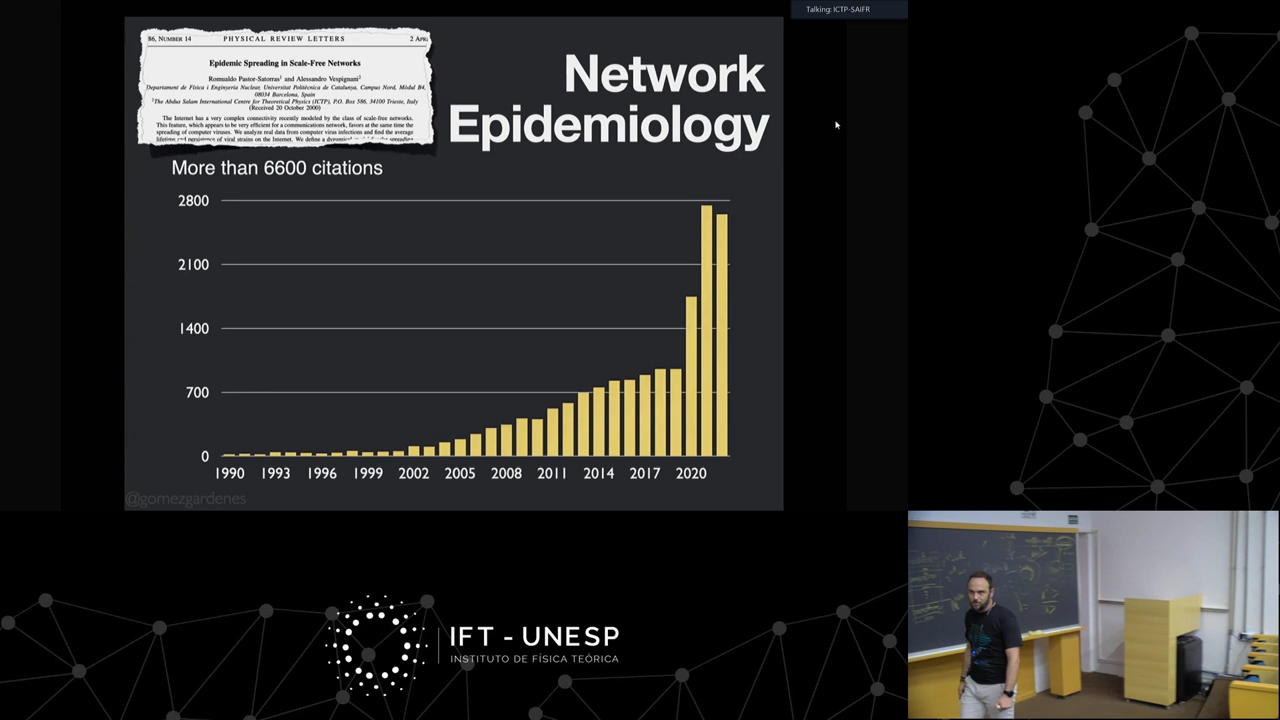 Talking: ICTP-SAIFR
86, NUMBER 14 PHYSICAL REVIEW LETTERS 2 APR
Epidemic Spreading in Scale-Free Networks
Romualdo Pastor-Satorras¹ and Alessandro Vespignani²
Departament de Física i Enginyeria Nuclear, Universitat Politècnica de Catalunya, Campus Nord, Mòdul B4,
08034 Barcelona, Spain
²The Abdus Salam International Centre for Theoretical Physics (ICTP), P.O. Box 586, 34100 Trieste, Italy
(Received 20 October 2000)
The Internet has a very complex connectivity recently modeled by the class of scale-free networks.
This feature, which appears to be very efficient for a communications network, favors at the same time the
spreading of computer viruses. We analyze real data from computer virus infections and find the average
lifetime and persistence of viral strains on the Internet. We define a dynamical model for the spreading
Network
Epidemiology
More than 6600 citations
2800
2100
1400
700
0
1990 1993 1996 1999 2002 2005 2008 2011 2014 2017 2020
@gomezgardenes
IFT - UNESP
INSTITUTO DE FÍSICA TEÓRICA